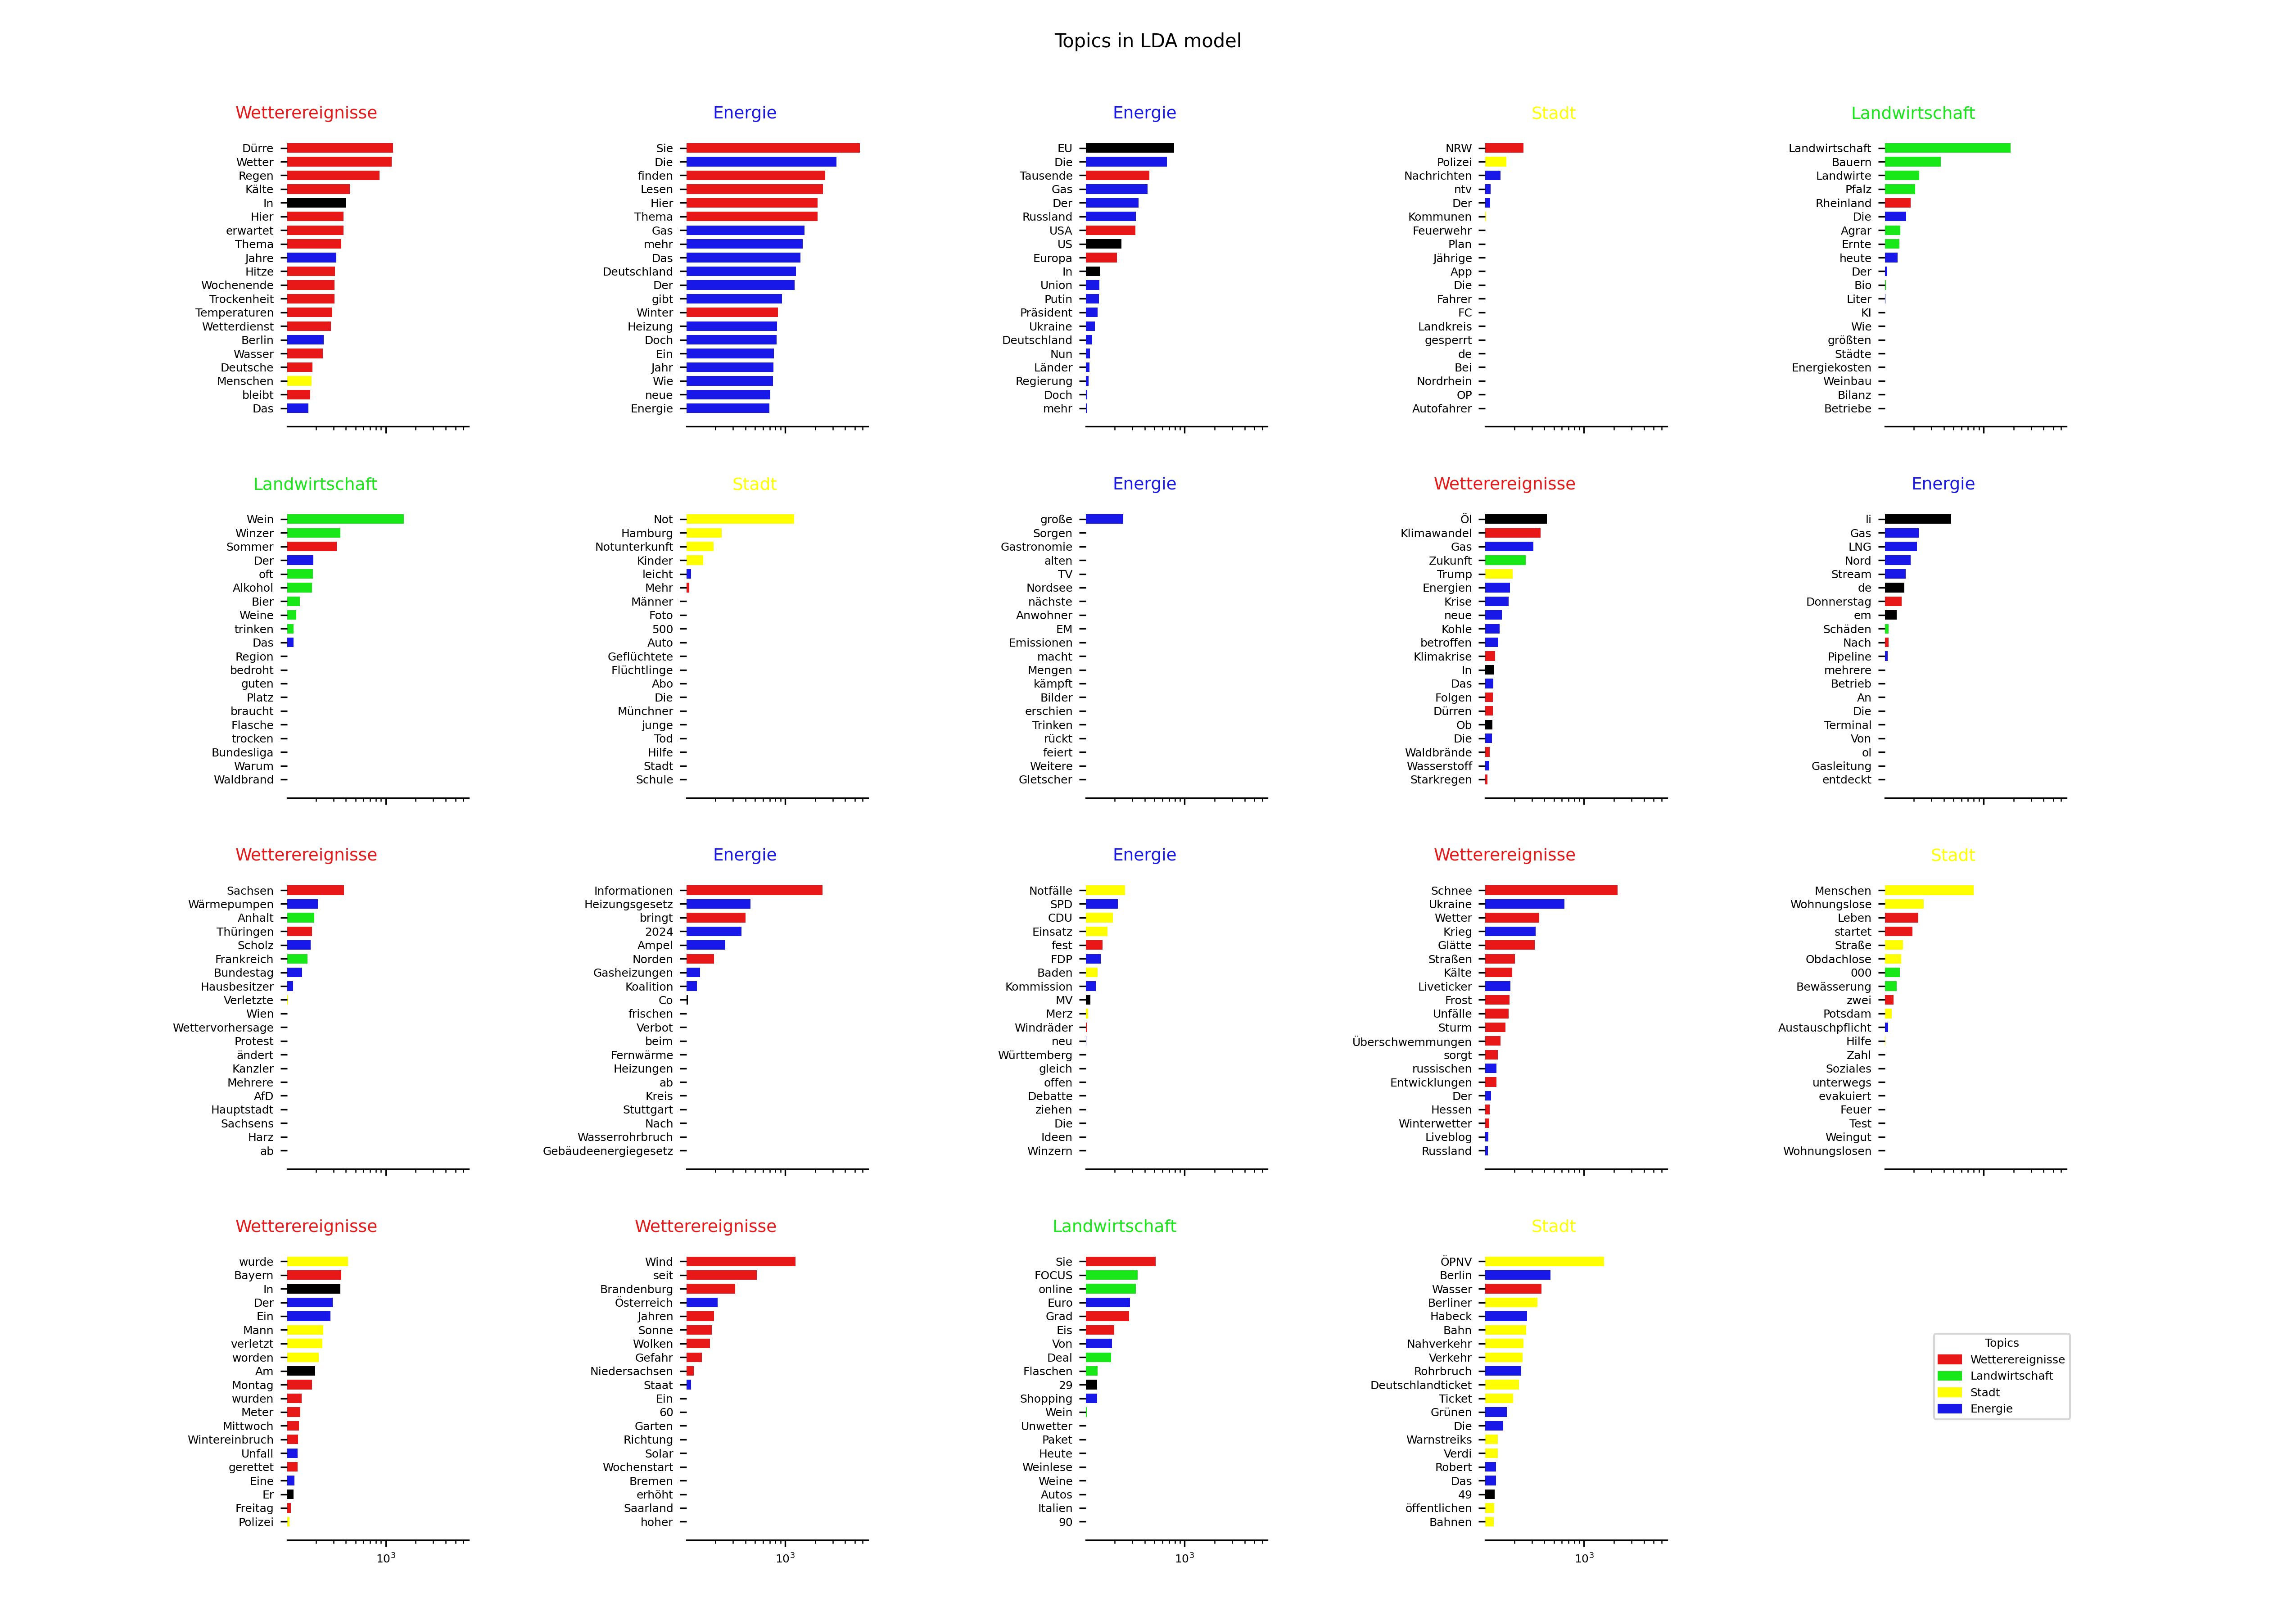 Topics in LDA model
Wetterereignisse
Dürre
Wetter
Regen
Kälte
In
Hier
erwartet
Thema
Jahre
Hitze
Wochenende
Trockenheit
Temperaturen
Wetterdienst
Berlin
Wasser
Deutsche
Menschen
bleibt
Das
Energie
Sie
Die
finden
Lesen
Hier
Thema
Gas
mehr
Das
Deutschland
Der
gibt
Winter
Heizung
Doch
Ein
Jahr
Wie
neue
Energie
Energie
EU
Die
Tausende
Gas
Der
Russland
USA
US
Europa
In
Union
Putin
Präsident
Ukraine
Deutschland
Nun
Länder
Regierung
Doch
mehr
Stadt
NRW
Polizei
Nachrichten
ntv
Der
Kommunen
Feuerwehr
Plan
Jährige
App
Die
Fahrer
FC
Landkreis
gesperrt
de
Bei
Nordrhein
OP
Autofahrer
Landwirtschaft
Landwirtschaft
Bauern
Landwirte
Pfalz
Rheinland
Die
Agrar
Ernte
heute
Der
Bio
Liter
KI
Wie
größten
Städte
Energiekosten
Weinbau
Bilanz
Betriebe
Landwirtschaft
Wein
Winzer
Sommer
Der
oft
Alkohol
Bier
Weine
trinken
Das
Region
bedroht
guten
Platz
braucht
Flasche
trocken
Bundesliga
Warum
Waldbrand
Stadt
Not
Hamburg
Notunterkunft
Kinder
leicht
Mehr
Männer
Foto
500
Auto
Geflüchtete
Flüchtlinge
Abo
Die
Münchner
junge
Tod
Hilfe
Stadt
Schule
Energie
große
Sorgen
Gastronomie
alten
TV
Nordsee
nächste
Anwohner
EM
Emissionen
macht
Mengen
kämpft
Bilder
erschien
Trinken
rückt
feiert
Weitere
Gletscher
Wetterereignisse
Öl
Klimawandel
Gas
Zukunft
Trump
Energien
Krise
neue
Kohle
betroffen
Klimakrise
In
Das
Folgen
Dürren
Ob
Die
Waldbrände
Wasserstoff
Starkregen
Energie
li
Gas
LNG
Nord
Stream
de
Donnerstag
em
Schäden
Nach
Pipeline
mehrere
Betrieb
An
Die
Terminal
Von
ol
Gasleitung
entdeckt
Wetterereignisse
Sachsen
Wärmepumpen
Anhalt
Thüringen
Scholz
Frankreich
Bundestag
Hausbesitzer
Verletzte
Wien
Wettervorhersage
Protest
ändert
Kanzler
Mehrere
AfD
Hauptstadt
Sachsens
Harz
ab
Energie
Informationen
Heizungsgesetz
bringt
2024
Ampel
Norden
Gasheizungen
Koalition
Co
frischen
Verbot
beim
Fernwärme
Heizungen
ab
Kreis
Stuttgart
Nach
Wasserrohrbruch
Gebäudeenergiegesetz
Energie
Notfälle
SPD
CDU
Einsatz
fest
FDP
Baden
Kommission
MV
Merz
Windräder
neu
Württemberg
gleich
offen
Debatte
ziehen
Die
Ideen
Winzern
Wetterereignisse
Schnee
Ukraine
Wetter
Krieg
Glätte
Straßen
Kälte
Liveticker
Frost
Unfälle
Sturm
Überschwemmungen
sorgt
russischen
Entwicklungen
Der
Hessen
Winterwetter
Liveblog
Russland
Stadt
Menschen
Wohnungslose
Leben
startet
Straße
Obdachlose
000
Bewässerung
zwei
Potsdam
Austauschpflicht
Hilfe
Zahl
Soziales
unterwegs
evakuiert
Feuer
Test
Weingut
Wohnungslosen
Wetterereignisse
wurde
Bayern
In
Der
Ein
Mann
verletzt
worden
Am
Montag
wurden
Meter
Mittwoch
Wintereinbruch
Unfall
gerettet
Eine
Er
Freitag
Polizei
10³
Wetterereignisse
Wind
seit
Brandenburg
Österreich
Jahren
Sonne
Wolken
Gefahr
Niedersachsen
Staat
Ein
60
Garten
Richtung
Solar
Wochenstart
Bremen
erhöht
Saarland
hoher
10³
Landwirtschaft
Sie
FOCUS
online
Euro
Grad
Eis
Von
Deal
Flaschen
29
Shopping
Wein
Unwetter
Paket
Heute
Weinlese
Weine
Autos
Italien
90
10³
Stadt
ÖPNV
Berlin
Wasser
Berliner
Habeck
Bahn
Nahverkehr
Verkehr
Rohrbruch
Deutschlandticket
Ticket
Grünen
Die
Warnstreiks
Verdi
Robert
Das
49
öffentlichen
Bahnen
10³
Topics
Wetterereignisse
Landwirtschaft
Stadt
Energie